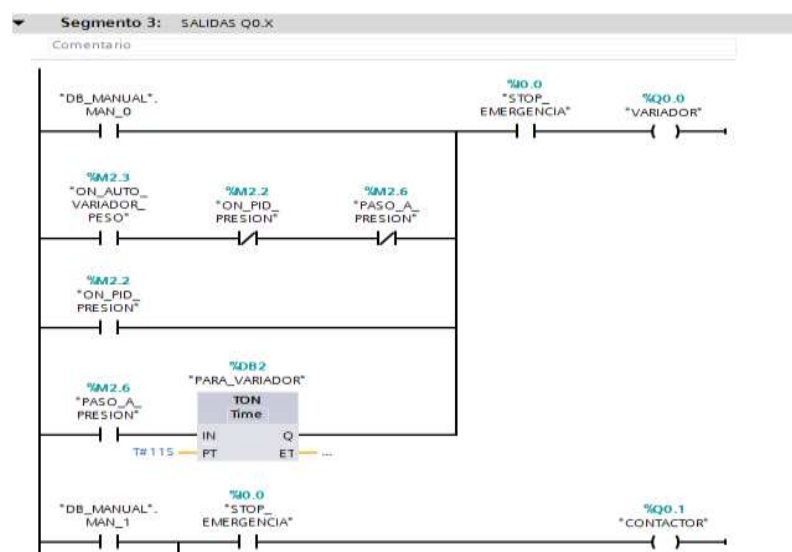 Segmento 3: SALIDAS Q0.X
Comentario
"DB_MANUAL".
MAN_0
%I0.0
"STOP_
EMERGENCIA"
%Q0.0
"VARIADOR"
%M2.3
"ON_AUTO_
VARIADOR_
PESO"
%M2.2
"ON_PID_
PRESION"
%M2.6
"PASO_A_
PRESION"
%M2.2
"ON_PID_
PRESION"
%M2.6
"PASO_A_
PRESION"
%DB2
"PARA_VARIADOR"
TON
Time
IN
Q
T#11S
PT
ET
...
"DB_MANUAL".
MAN_1
%I0.0
"STOP_
EMERGENCIA"
%Q0.1
"CONTACTOR"